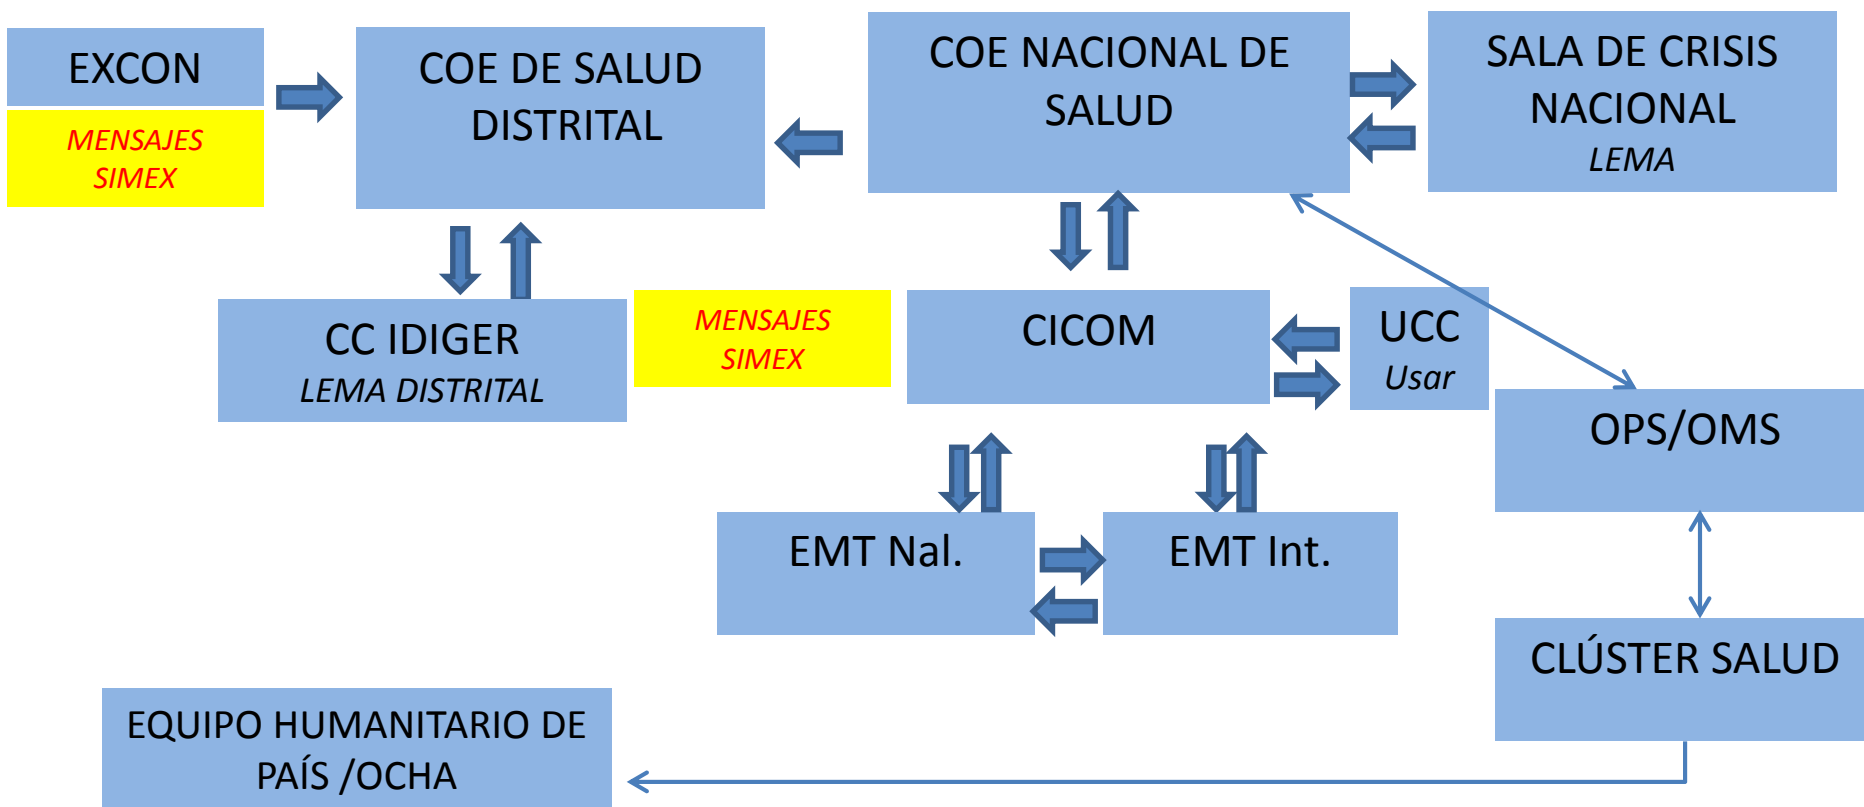 EXCON
MENSAJES
SIMEX
COE DE SALUD
DISTRITAL
COE NACIONAL DE
SALUD
SALA DE CRISIS
NACIONAL
LEMA
CC IDIGER
LEMA DISTRITAL
MENSAJES
SIMEX
CICOM
UCC
Usar
OPS/OMS
EMT Nal.
EMT Int.
CLÚSTER SALUD
EQUIPO HUMANITARIO DE
PAÍS /OCHA